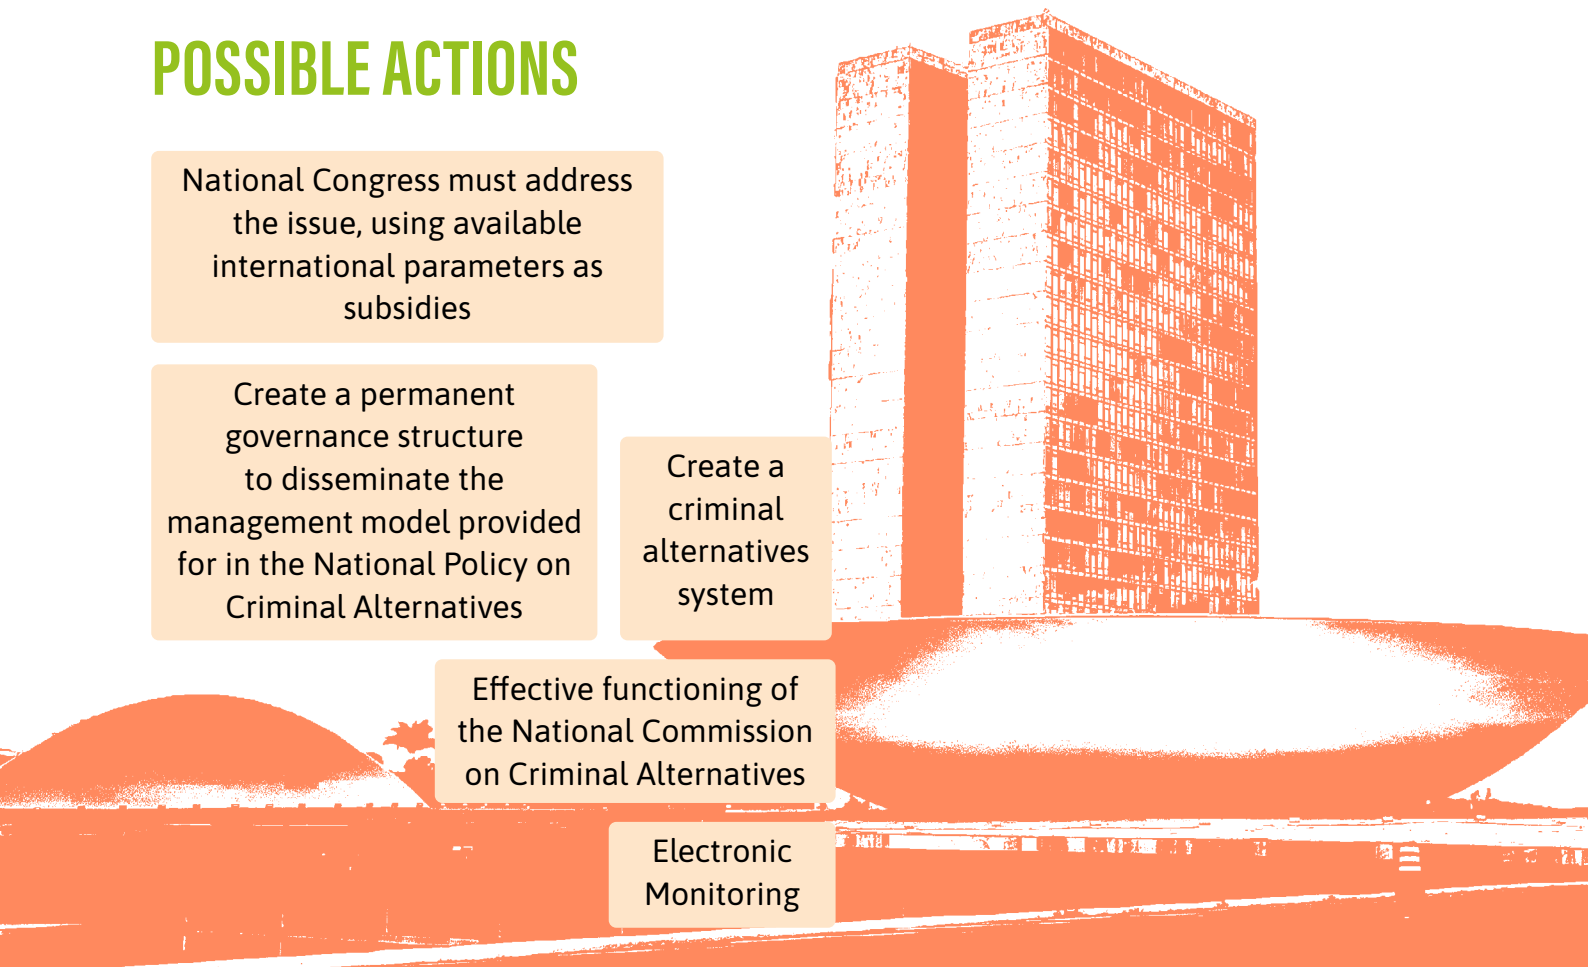 POSSIBLE ACTIONS
National Congress must address
the issue, using available
international parameters as
subsidies
Create a permanent
governance structure
to disseminate the
management model provided
for in the National Policy on
Criminal Alternatives
Create a
criminal
alternatives
system
Effective functioning of
the National Commission
on Criminal Alternatives
Electronic
Monitoring